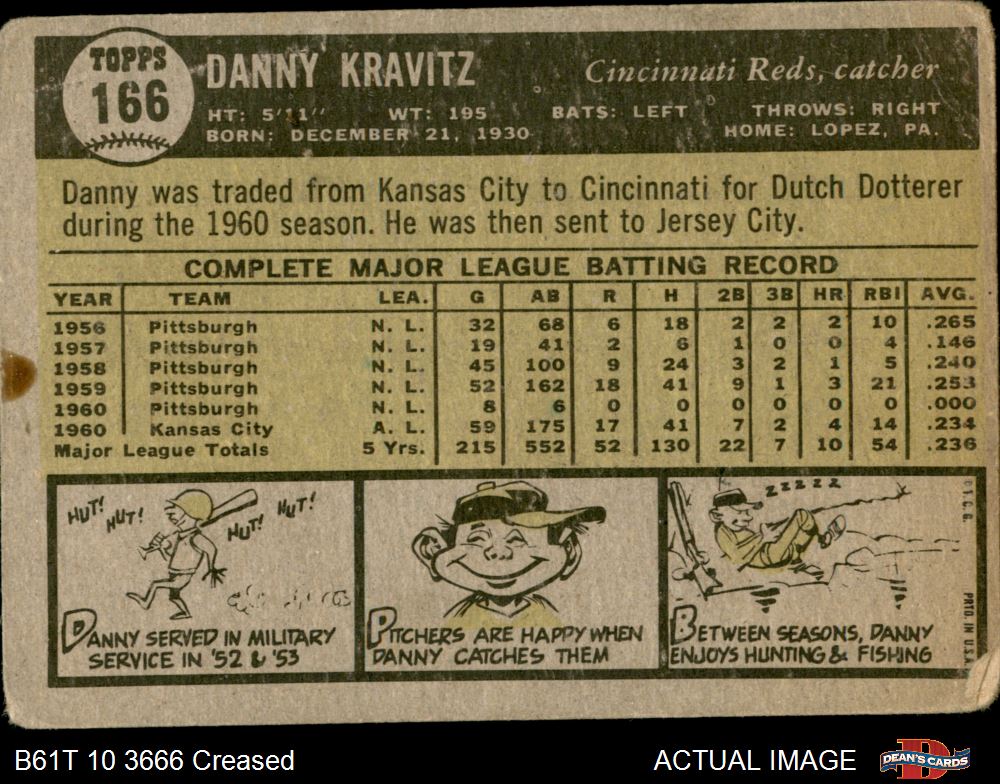 TOPPS
166
DANNY KRAVITZ
Cincinnati Reds, catcher
HT: 5'11" WT: 195 BATS: LEFT THROWS: RIGHT
BORN: DECEMBER 21, 1930 HOME: LOPEZ, PA.
Danny was traded from Kansas City to Cincinnati for Dutch Dotterer
during the 1960 season. He was then sent to Jersey City.
COMPLETE MAJOR LEAGUE BATTING RECORD
YEAR TEAM LEA. G AB R H 2B 3B HR RBI AVG.
1956 Pittsburgh N. L. 32 68 6 18 2 2 2 10 .265
1957 Pittsburgh N. L. 19 41 2 6 1 0 0 4 .146
1958 Pittsburgh N. L. 45 100 9 24 3 2 1 5 .240
1959 Pittsburgh N. L. 52 162 18 41 9 1 3 21 .253
1960 Pittsburgh N. L. 8 6 0 0 0 0 0 0 .000
1960 Kansas City A. L. 59 175 17 41 7 2 4 14 .234
Major League Totals 5 Yrs. 215 552 52 130 22 7 10 54 .236
HUT! HUT! HUT! HUT!
DANNY SERVED IN MILITARY
SERVICE IN '52 & '53
PITCHERS ARE HAPPY WHEN
DANNY CATCHES THEM
ZZZZZ
BETWEEN SEASONS, DANNY
ENJOYS HUNTING & FISHING
© T. C. G.
PRTD. IN U.S.A.
B61T 10 3666 Creased
ACTUAL IMAGE
DEAN'S CARDS